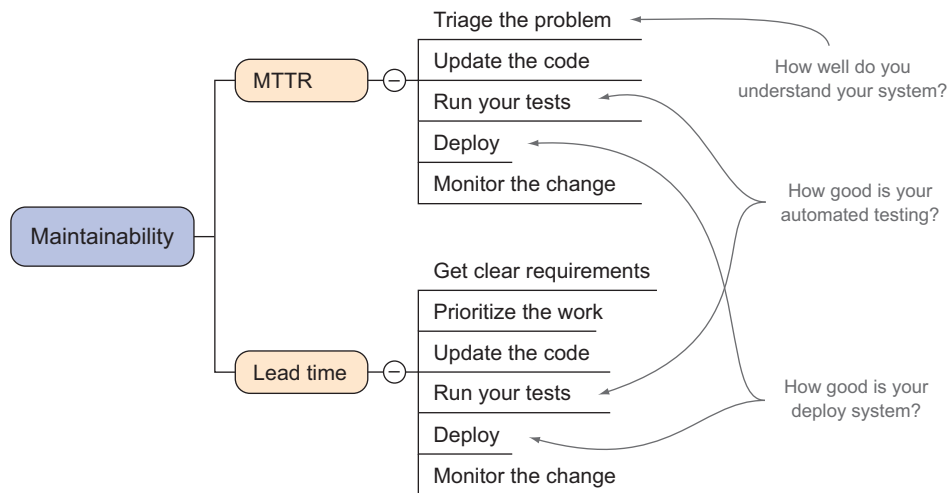 Maintainability
MTTR
Triage the problem
Update the code
Run your tests
Deploy
Monitor the change
Lead time
Get clear requirements
Prioritize the work
Update the code
Run your tests
Deploy
Monitor the change
How well do you
understand your system?
How good is your
automated testing?
How good is your
deploy system?